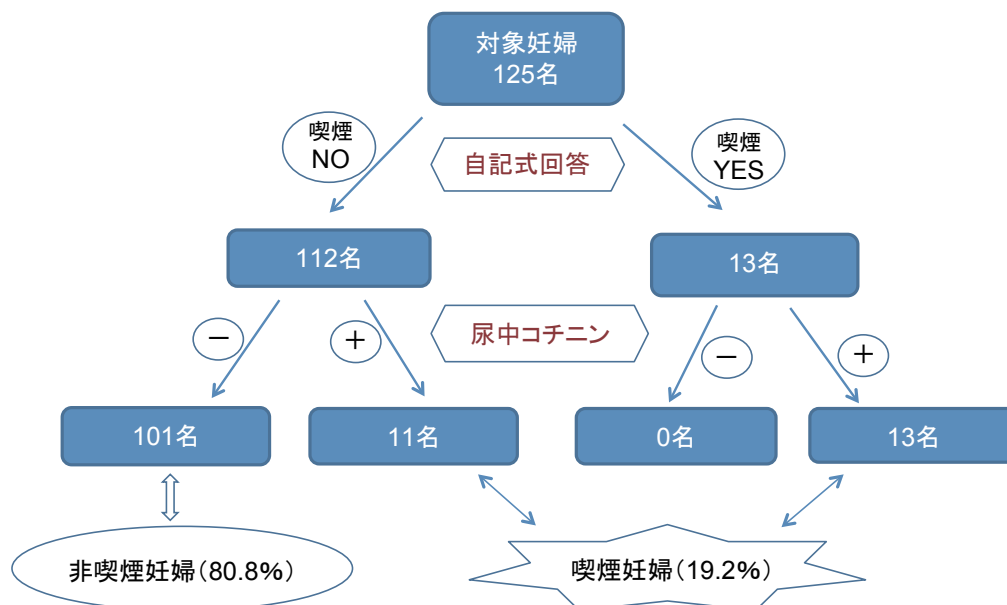 対象妊婦
125名
喫煙
NO
自記式回答
喫煙
YES
112名
13名
－
＋
尿中コチニン
－
＋
101名
11名
0名
13名
非喫煙妊婦（80.8%）
喫煙妊婦（19.2%）